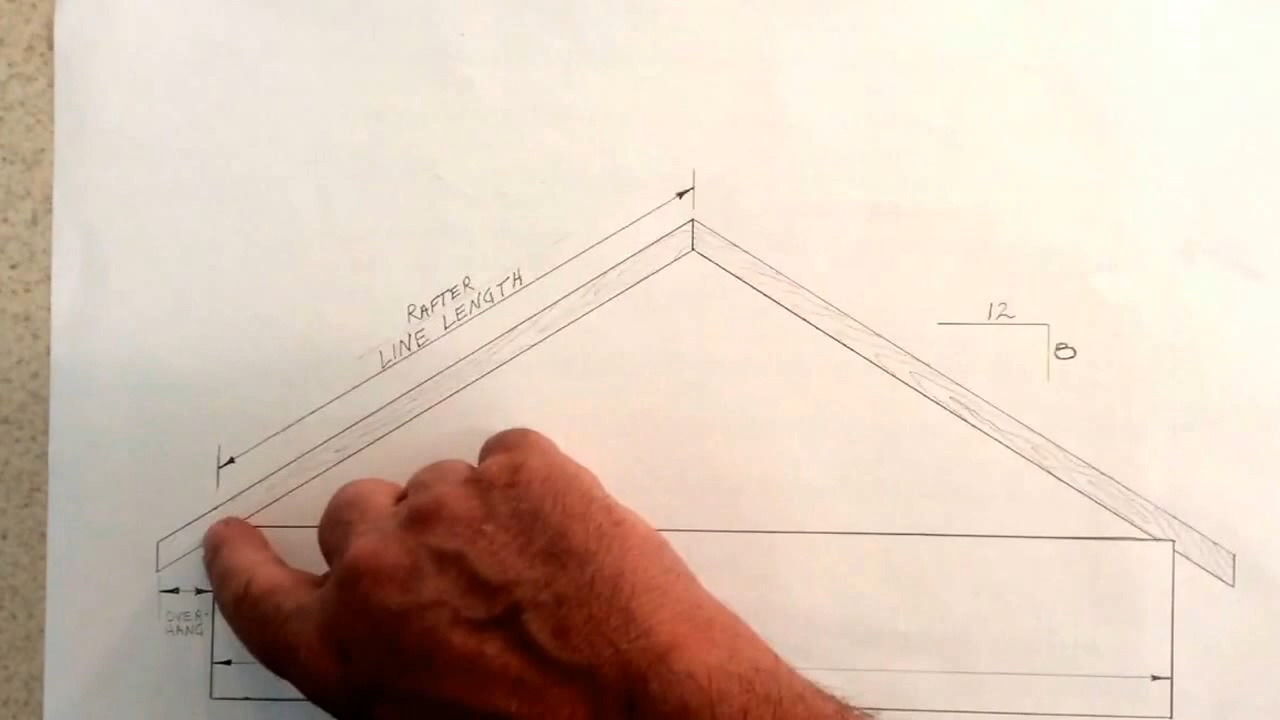 RAFTER
LINE LENGTH
12
8
OVER-
HANG